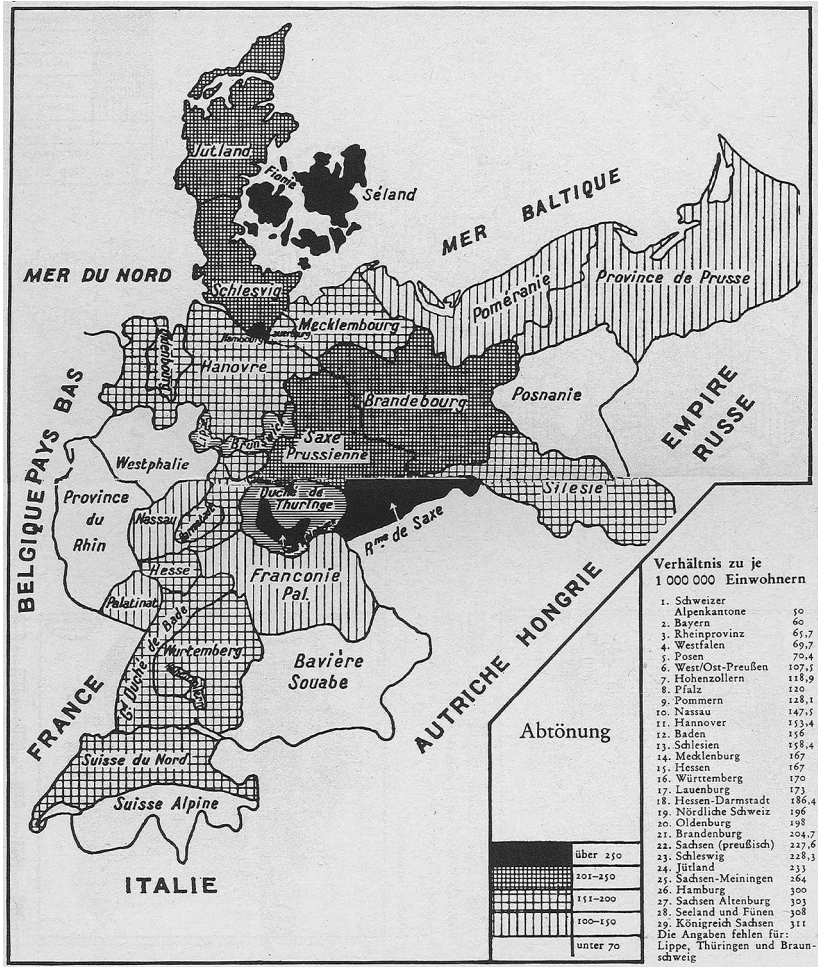 Jutland
Fionie
Séland
MER BALTIQUE
MER DU NORD
Schlesvig
Poméranie
Province de Prusse
Mecklembourg
Hambourg
Hanovre
Brandebourg
Posnanie
EMPIRE
RUSSE
PAYS BAS
BELGIQUE
Brunswick
Saxe
Prussienne
Westphalie
Province
du
Rhin
Silesie
Duché de
Thuringe
Rme de Saxe
Nassau
Hesse
Franconie
Pal.
Palatinat
Gd Duché de Bade
Wurtemberg
Bavière
Souabe
AUTRICHE HONGRIE
FRANCE
Suisse du Nord
Suisse Alpine
ITALIE
Abtönung
über 250
201–250
151–200
100–150
unter 70
Verhältnis zu je
1 000 000 Einwohnern
1. Schweizer
Alpenkantone 50
2. Bayern 60
3. Rheinprovinz 65,7
4. Westfalen 69,7
5. Posen 70,4
6. West/Ost-Preußen 107,5
7. Hohenzollern 118,9
8. Pfalz 120
9. Pommern 128,1
10. Nassau 147,5
11. Hannover 153,4
12. Baden 156
13. Schlesien 158,4
14. Mecklenburg 167
15. Hessen 167
16. Württemberg 170
17. Lauenburg 173
18. Hessen-Darmstadt 186,4
19. Nördliche Schweiz 196
20. Oldenburg 198
21. Brandenburg 204,7
22. Sachsen (preußisch) 227,6
23. Schleswig 228,3
24. Jütland 233
25. Sachsen-Meiningen 264
26. Hamburg 300
27. Sachsen Altenburg 303
28. Seeland und Fünen 308
29. Königreich Sachsen 311
Die Angaben fehlen für:
Lippe, Thüringen und Braun-
schweig